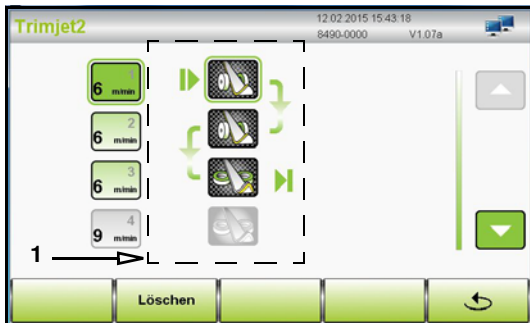 Trimjet2
12.02.2015 15:43:18
8490-0000 V1.07a
1
6 m/min
2
6 m/min
3
6 m/min
4
9 m/min
1
Löschen